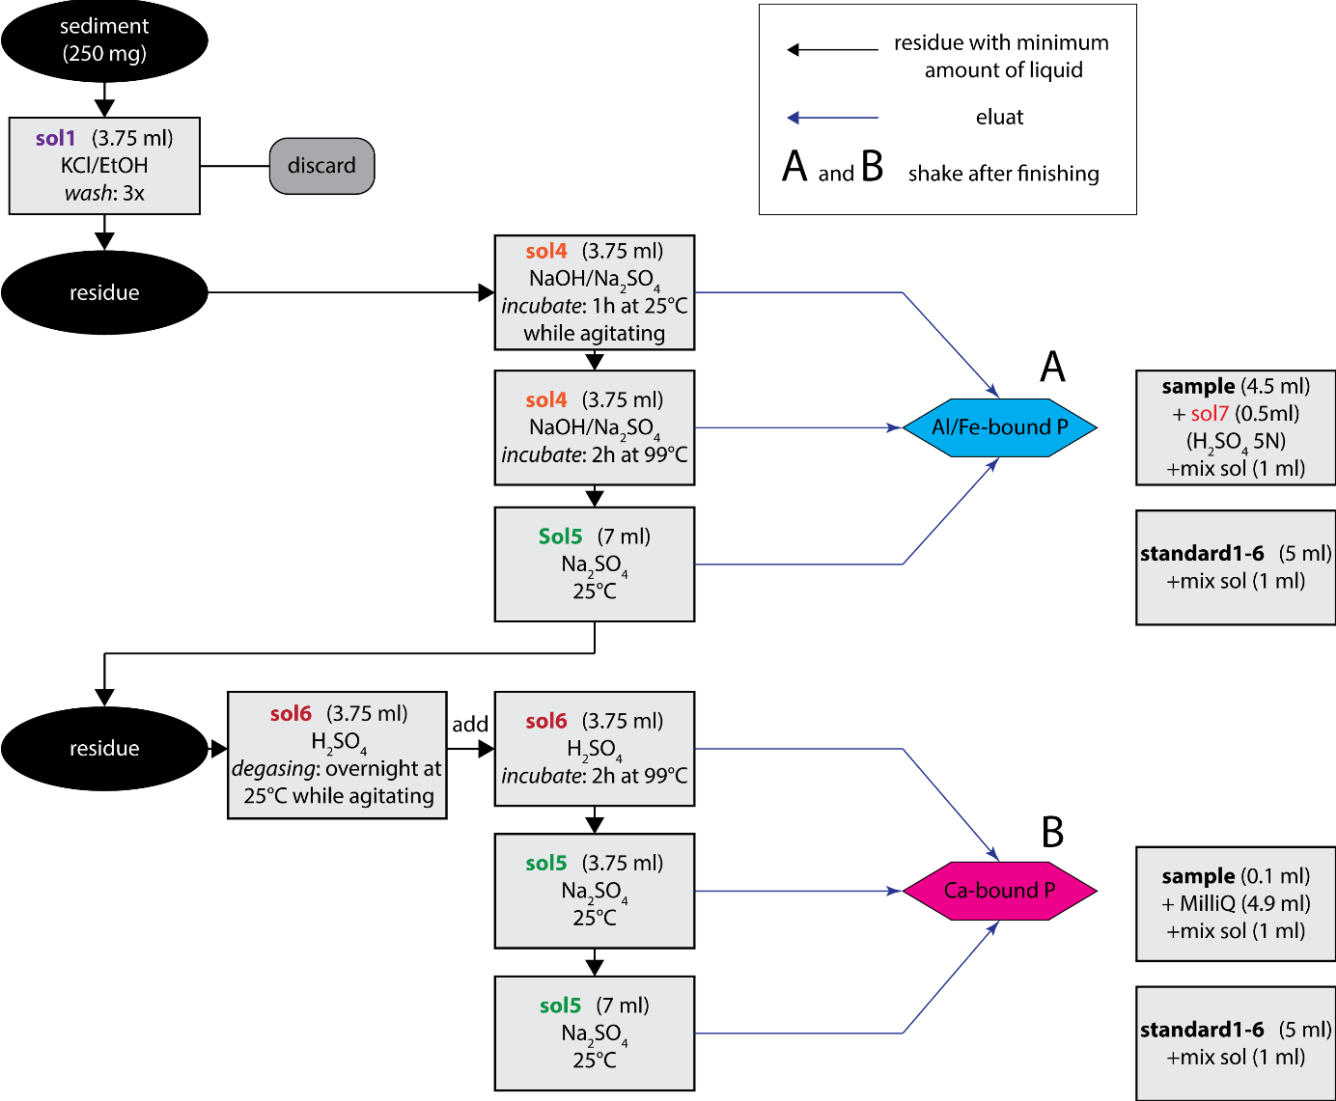 sediment
(250 mg)
sol1 (3.75 ml)
KCl/EtOH
wash: 3x
discard
residue
residue with minimum
amount of liquid
eluat
A and B shake after finishing
sol4 (3.75 ml)
NaOH/Na₂SO₄
incubate: 1h at 25°C
while agitating
sol4 (3.75 ml)
NaOH/Na₂SO₄
incubate: 2h at 99°C
Sol5 (7 ml)
Na₂SO₄
25°C
A
Al/Fe-bound P
sample (4.5 ml)
+ sol7 (0.5ml)
(H₂SO₄ 5N)
+mix sol (1 ml)
standard1-6 (5 ml)
+mix sol (1 ml)
residue
sol6 (3.75 ml)
H₂SO₄
degasing: overnight at
25°C while agitating
add
sol6 (3.75 ml)
H₂SO₄
incubate: 2h at 99°C
sol5 (3.75 ml)
Na₂SO₄
25°C
sol5 (7 ml)
Na₂SO₄
25°C
B
Ca-bound P
sample (0.1 ml)
+ MilliQ (4.9 ml)
+mix sol (1 ml)
standard1-6 (5 ml)
+mix sol (1 ml)